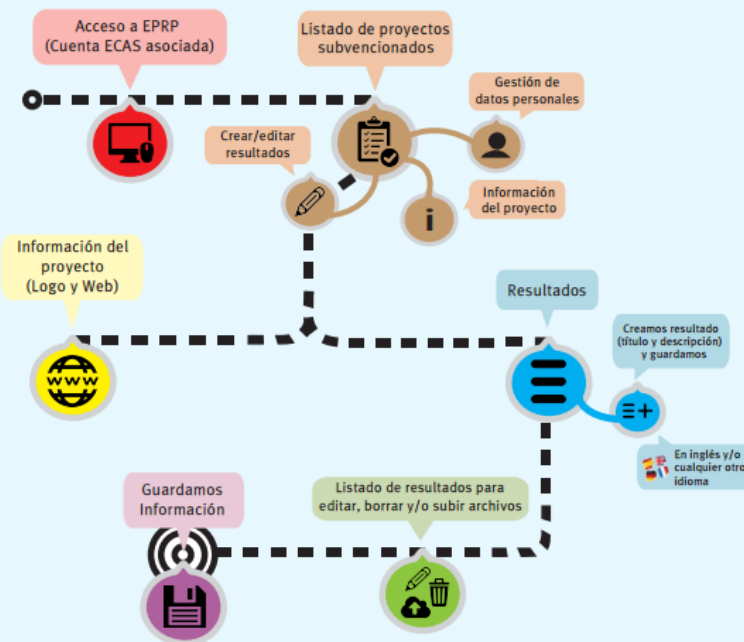 Acceso a EPRP
(Cuenta ECAS asociada)
Listado de proyectos
subvencionados
Gestión de
datos personales
Crear/editar
resultados
i
Información
del proyecto
Información del
proyecto
(Logo y Web)
www
Resultados
Creamos resultado
(título y descripción)
y guardamos
En inglés y/o
cualquier otro
idioma
Guardamos
Información
Listado de resultados para
editar, borrar y/o subir archivos